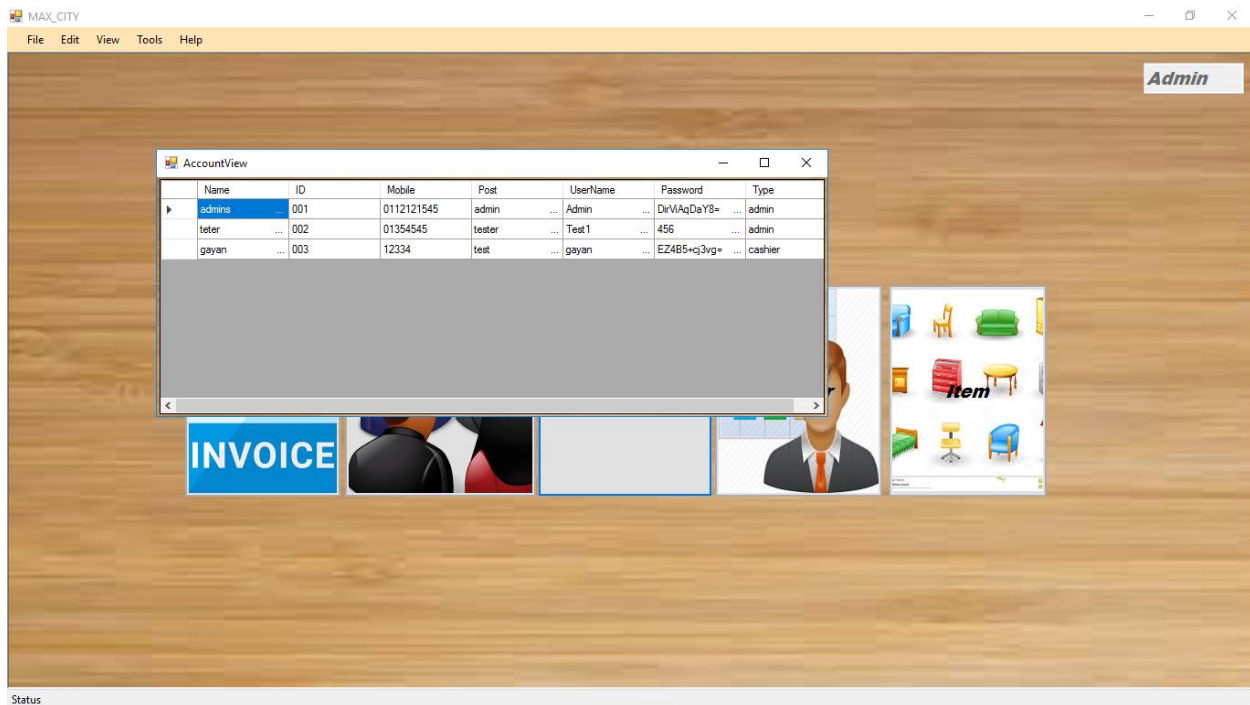 MAX_CITY
File Edit View Tools Help
Admin
AccountView
Name ID Mobile Post UserName Password Type
admins ... 001 0112121545 admin ... Admin ... DirViAqDaY8= ... admin
teter ... 002 01354545 tester ... Test1 ... 456 ... admin
gayan ... 003 12334 test ... gayan ... EZ4B5+cj3vg= ... cashier
r
Item
INVOICE
Status